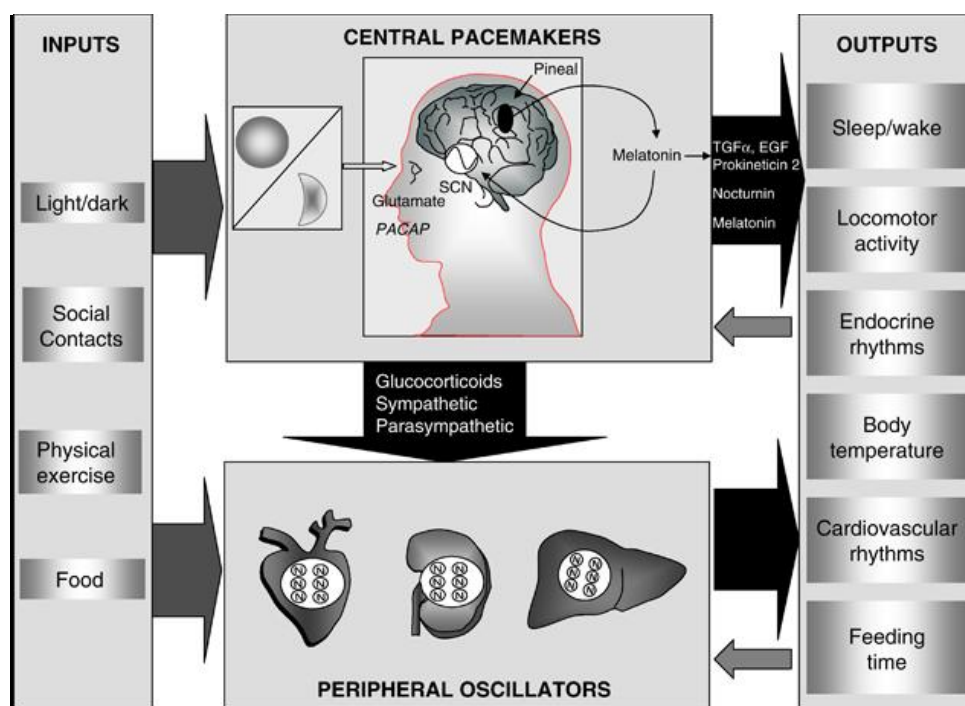 INPUTS
Light/dark
Social
Contacts
Physical
exercise
Food
CENTRAL PACEMAKERS
Pineal
Melatonin
SCN
Glutamate
PACAP
TGFα, EGF
Prokineticin 2
Nocturnin
Melatonin
Glucocorticoids
Sympathetic
Parasympathetic
N N
N N
N N
N N
N N
N N
N N
N N
N N
PERIPHERAL OSCILLATORS
OUTPUTS
Sleep/wake
Locomotor
activity
Endocrine
rhythms
Body
temperature
Cardiovascular
rhythms
Feeding
time